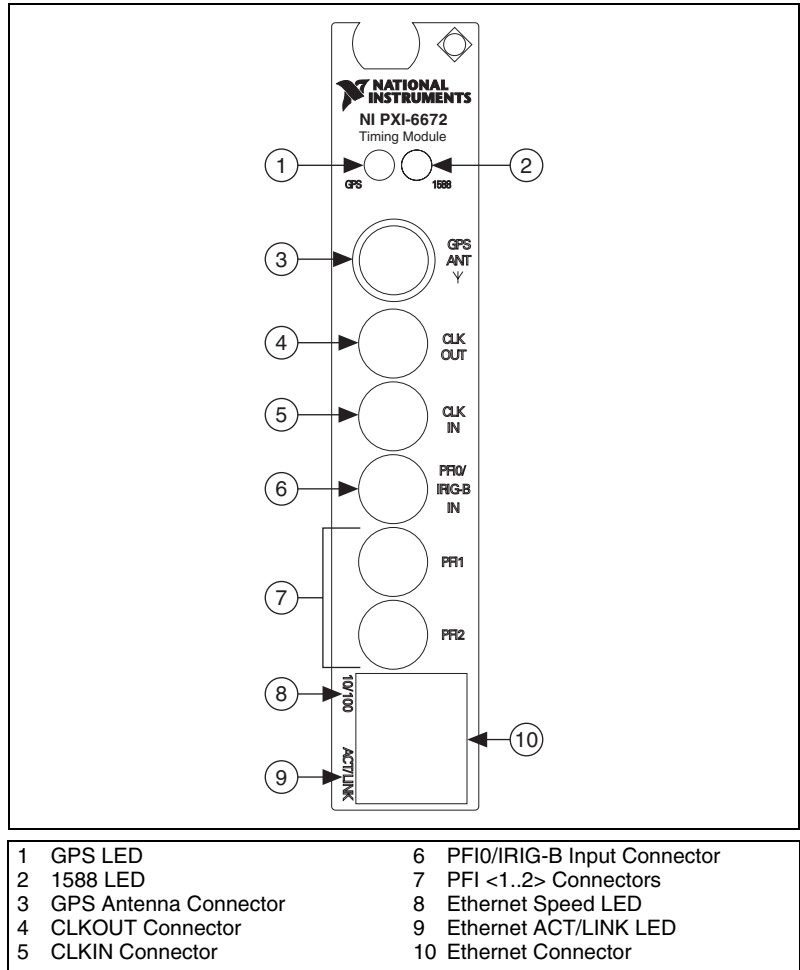 NATIONAL
INSTRUMENTS
NI PXI-6672
Timing Module
1
2
GPS
1588
3
GPS
ANT
4
CLK
OUT
5
CLK
IN
6
PFI0/
IRIG-B
IN
PFI1
7
PFI2
8
10/100
10
9
ACT/LINK
1 GPS LED
2 1588 LED
3 GPS Antenna Connector
4 CLKOUT Connector
5 CLKIN Connector
6 PFI0/IRIG-B Input Connector
7 PFI <1..2> Connectors
8 Ethernet Speed LED
9 Ethernet ACT/LINK LED
10 Ethernet Connector